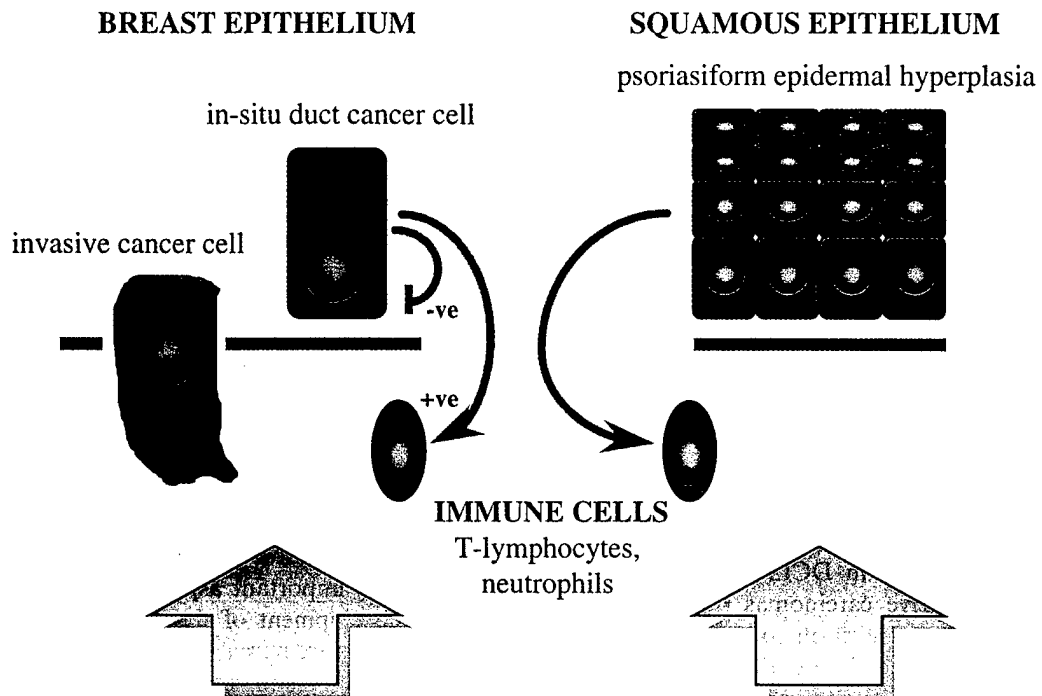 BREAST EPITHELIUM
SQUAMOUS EPITHELIUM
psoriasiform epidermal hyperplasia
in-situ duct cancer cell
invasive cancer cell
-ve
+ve
IMMUNE CELLS
T-lymphocytes,
neutrophils